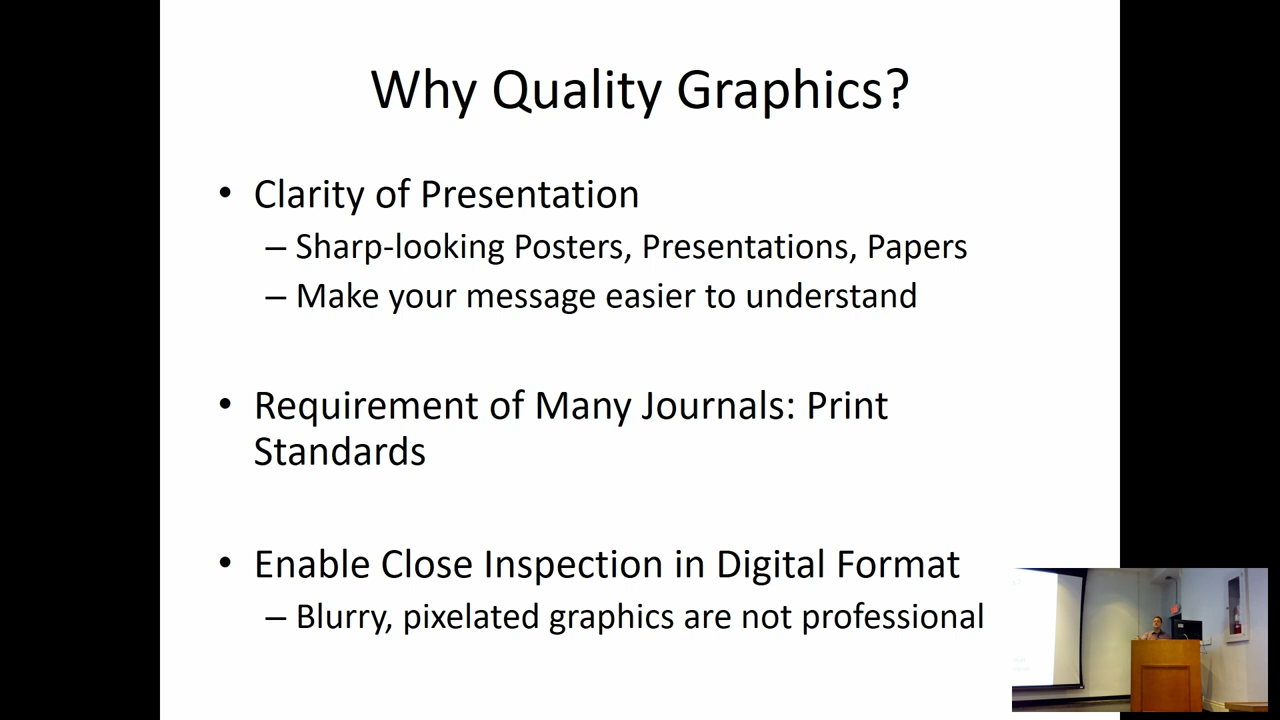 Why Quality Graphics?
• Clarity of Presentation
– Sharp-looking Posters, Presentations, Papers
– Make your message easier to understand
• Requirement of Many Journals: Print
Standards
• Enable Close Inspection in Digital Format
– Blurry, pixelated graphics are not professional